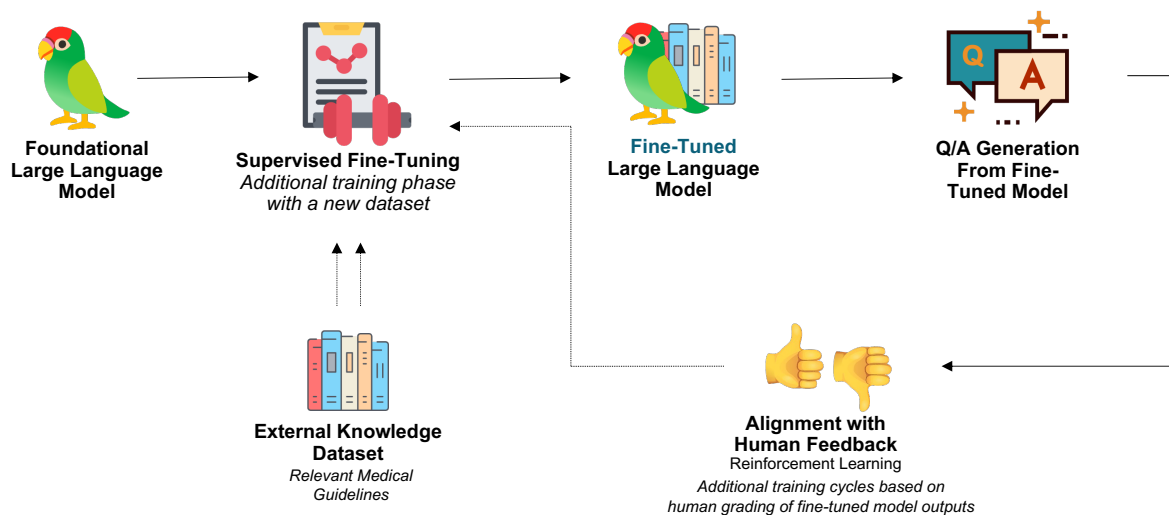 Q
A
Foundational
Large Language
Model
Supervised Fine-Tuning
Additional training phase
with a new dataset
Fine-Tuned
Large Language
Model
Q/A Generation
From Fine-
Tuned Model
External Knowledge
Dataset
Relevant Medical
Guidelines
Alignment with
Human Feedback
Reinforcement Learning
Additional training cycles based on
human grading of fine-tuned model outputs